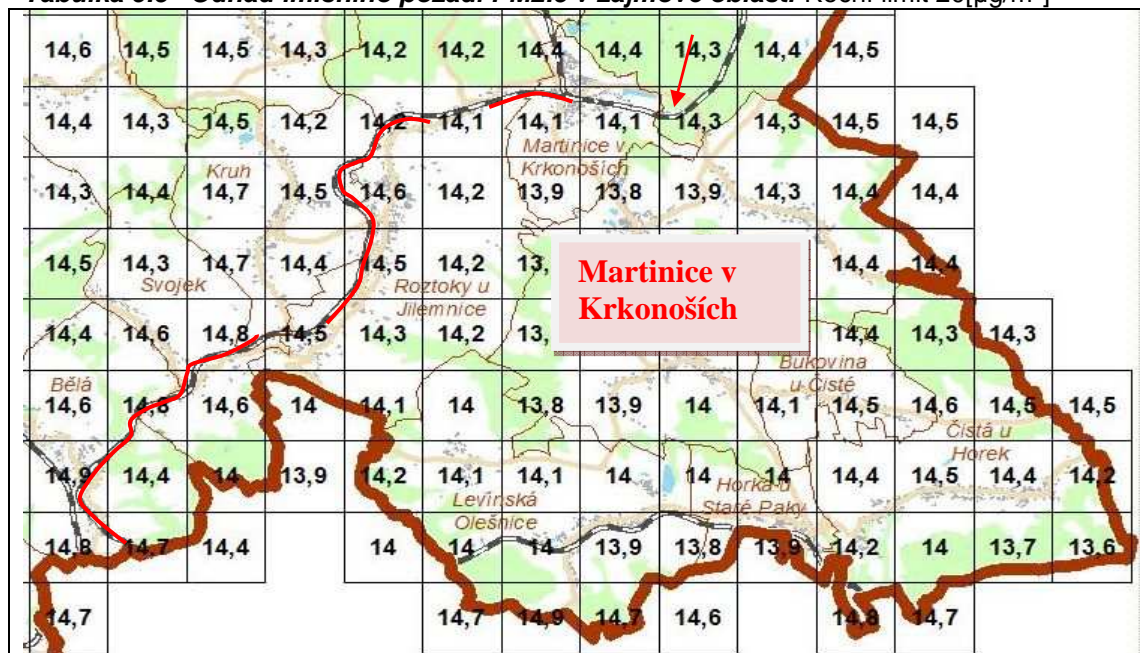 Tabulka 3.6 - Odhad imisního pozadí PM2.5 v zájmové oblasti Roční limit 20[µg/m³]
14,6 14,5 14,5 14,3 14,2 14,2 14,4 14,4 14,3 14,4 14,5
14,4 14,3 14,5 14,2 14,2 14,1 14,1 14,1 14,3 14,3 14,5 14,5
Martinice v
Krkonoších
Kruh
14,3 14,4 14,7 14,5 14,6 14,2 13,9 13,8 13,9 14,3 14,4 14,4
14,5 14,3 14,7 14,4 14,5 14,2 13, 14,4 14,4
Martinice v
Krkonoších
Svojek
Roztoky u
Jilemnice
14,4 14,6 14,8 14,5 14,3 14,2 13, 14,4 14,3 14,3
Bukovina
u Čisté
Bělá
14,6 14,8 14,6 14 14,1 14 13,8 13,9 14 14,1 14,5 14,6 14,5 14,5
Čistá u
Horek
14,9 14,4 14 13,9 14,2 14,1 14,1 14 14 14 14,4 14,5 14,4 14,2
Levínská
Olešnice
Horka u
Staré Paky
14,8 14,7 14,4 14 14 14 13,9 13,8 13,9 14,2 14 13,7 13,6
14,7 14,7 14,9 14,7 14,6 14,8 14,7